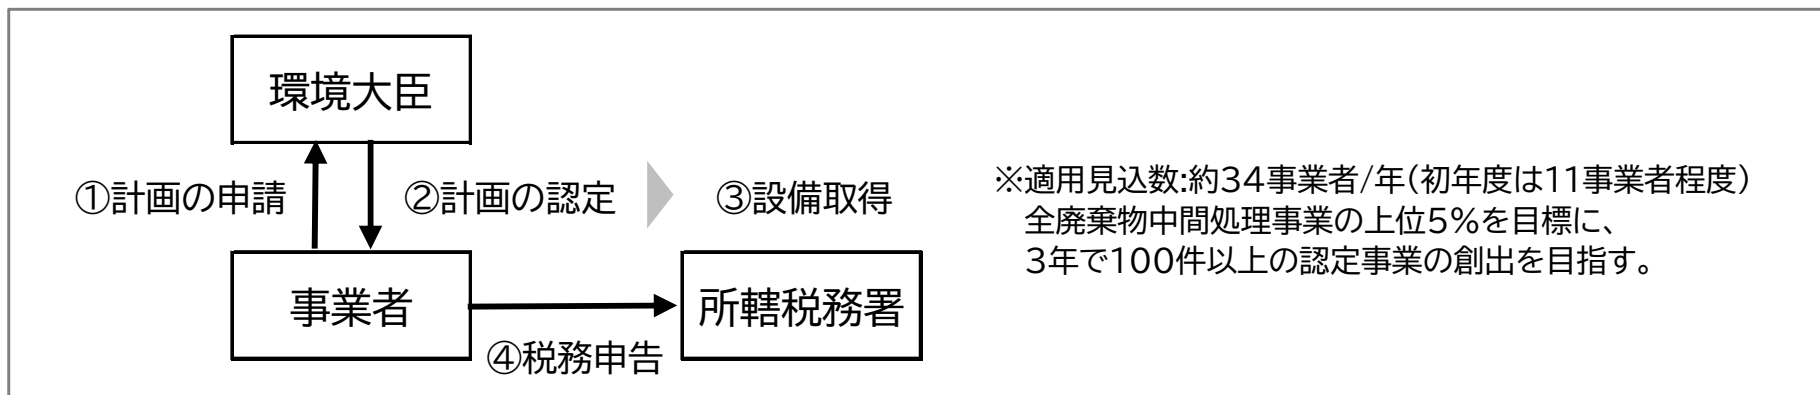 環境大臣
①計画の申請
②計画の認定
③設備取得
事業者
所轄税務署
④税務申告
※適用見込数:約34事業者/年(初年度は11事業者程度)
全廃棄物中間処理事業の上位5%を目標に、
3年で100件以上の認定事業の創出を目指す。